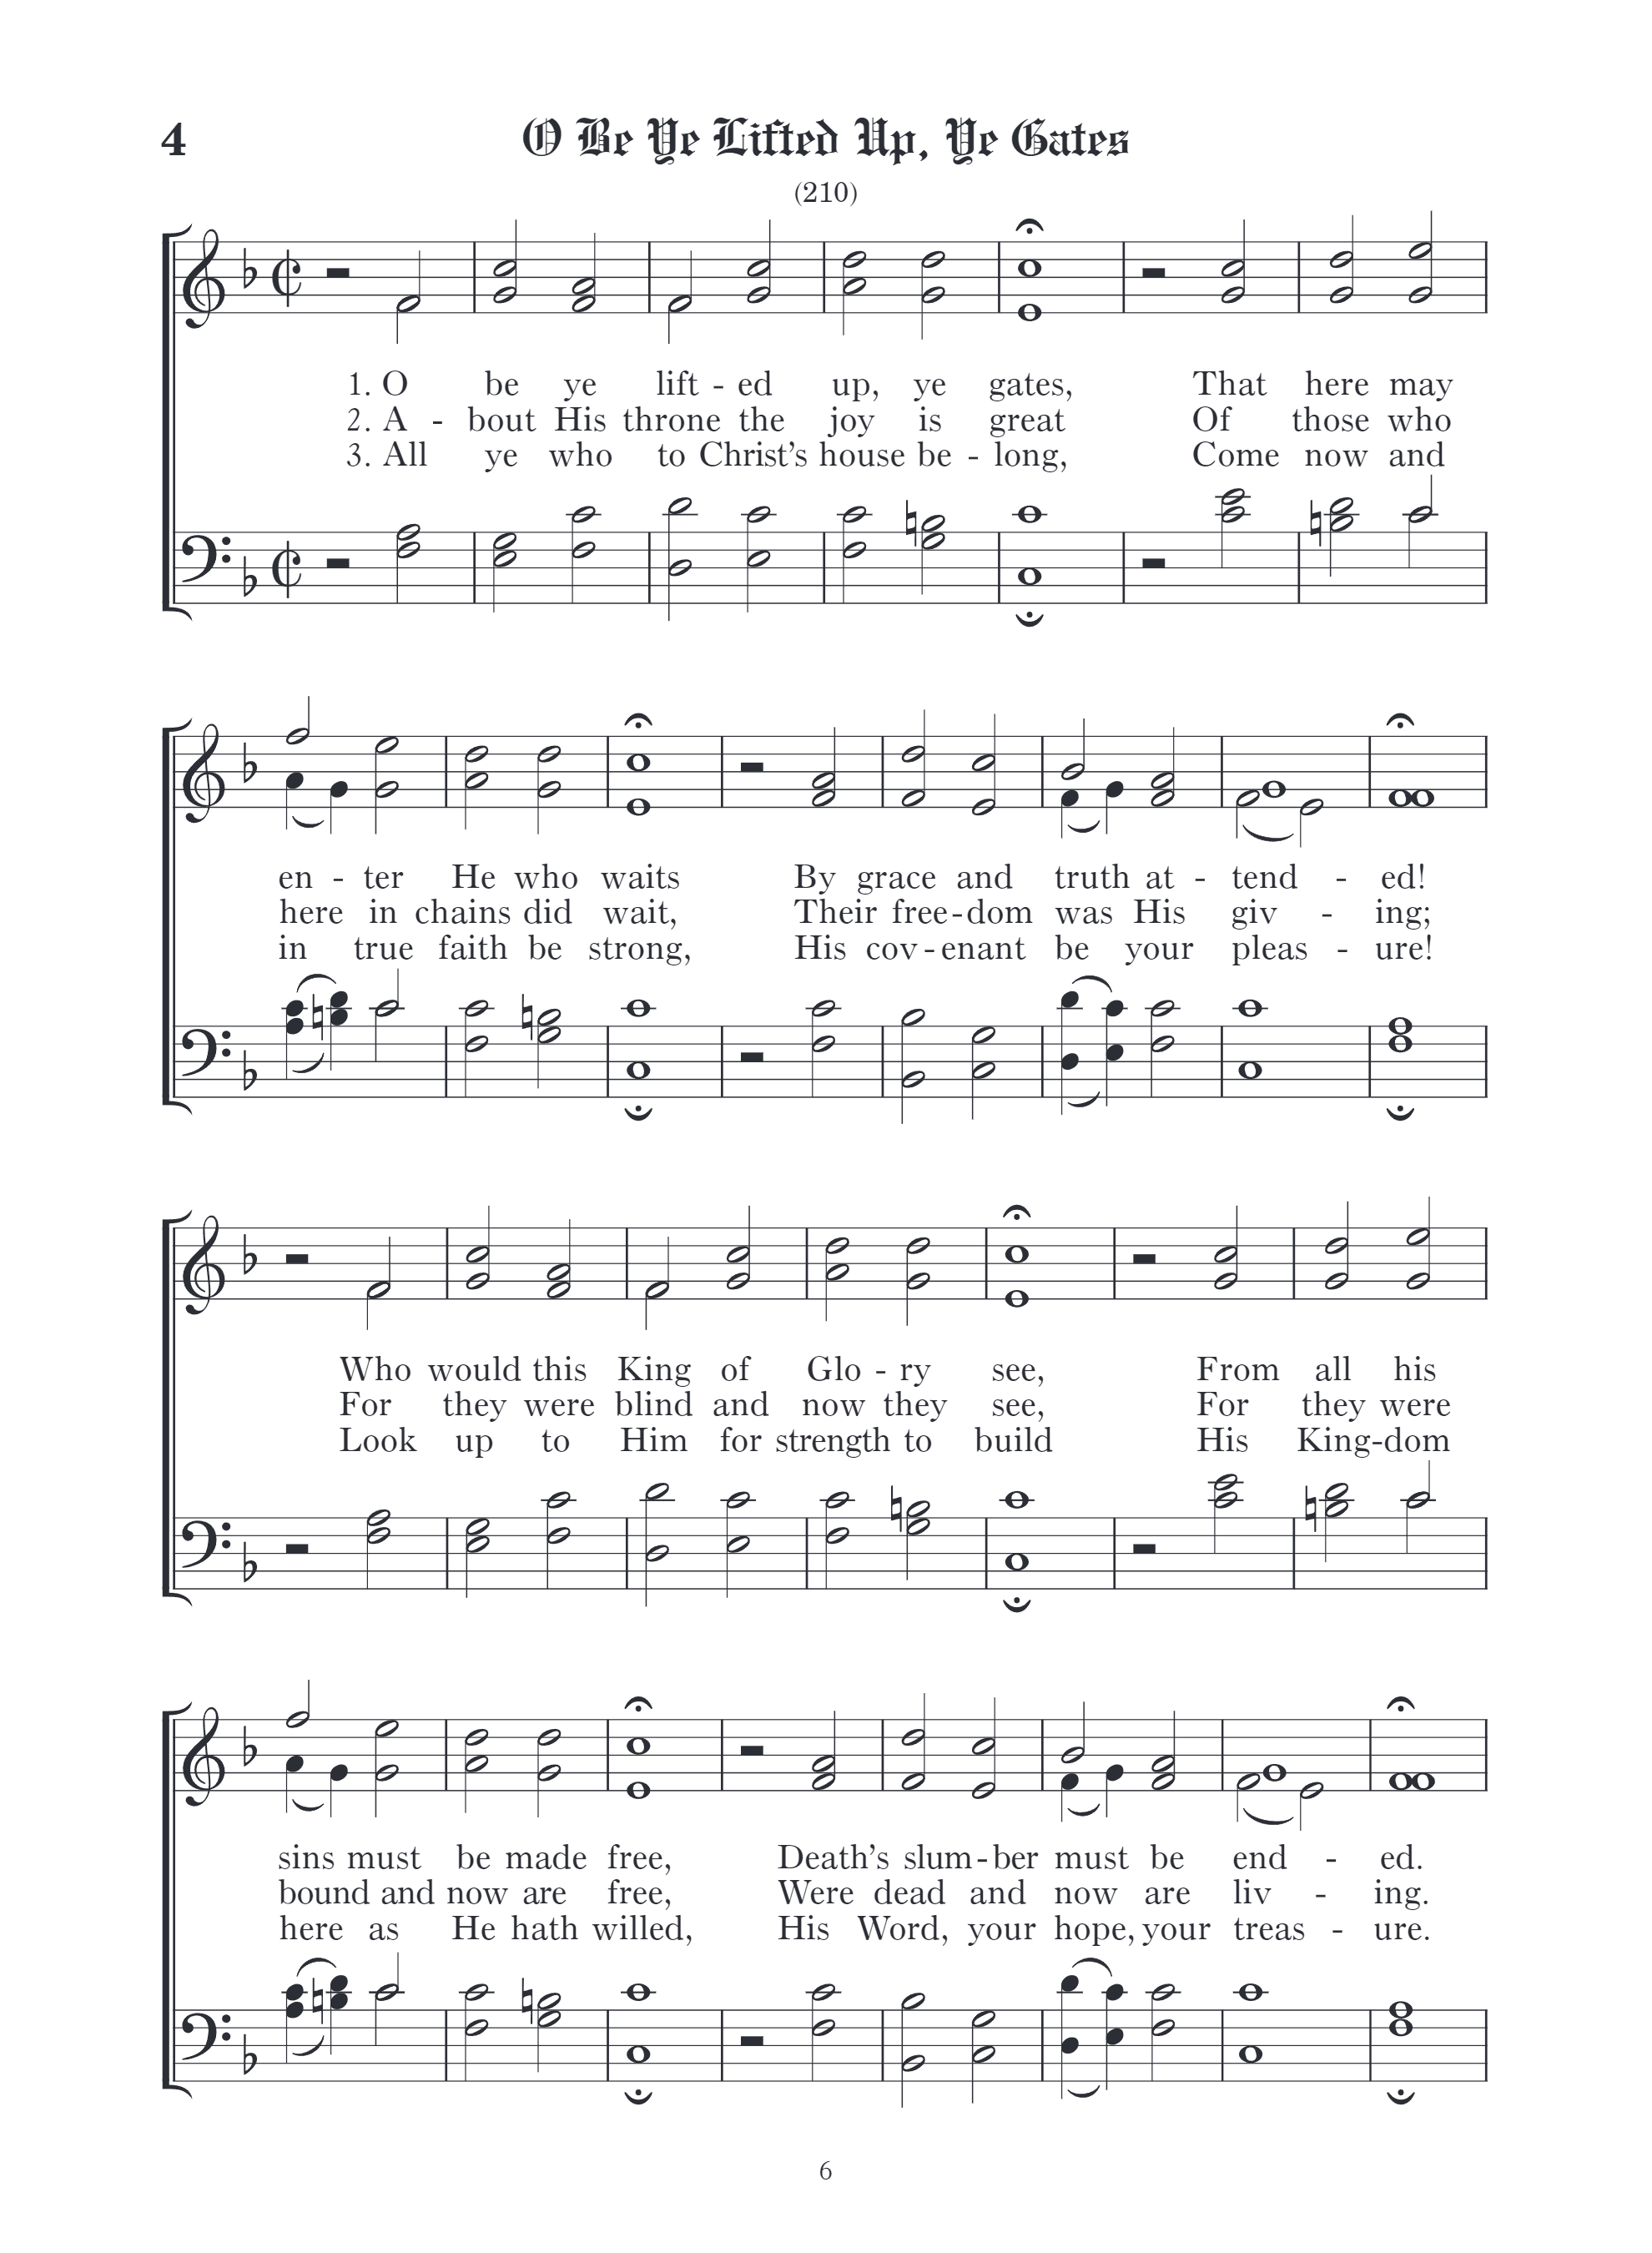 4
O Be Ye Lifted Up, Ye Gates
(210)
1. O be ye lift - ed up, ye gates, That here may
2. A - bout His throne the joy is great Of those who
3. All ye who to Christ’s house be - long, Come now and
en - ter He who waits By grace and truth at - tend - ed!
here in chains did wait, Their free - dom was His giv - ing;
in true faith be strong, His cov - enant be your pleas - ure!
Who would this King of Glo - ry see, From all his
For they were blind and now they see, For they were
Look up to Him for strength to build His King - dom
sins must be made free, Death’s slum - ber must be end - ed.
bound and now are free, Were dead and now are liv - ing.
here as He hath willed, His Word, your hope, your treas - ure.
6